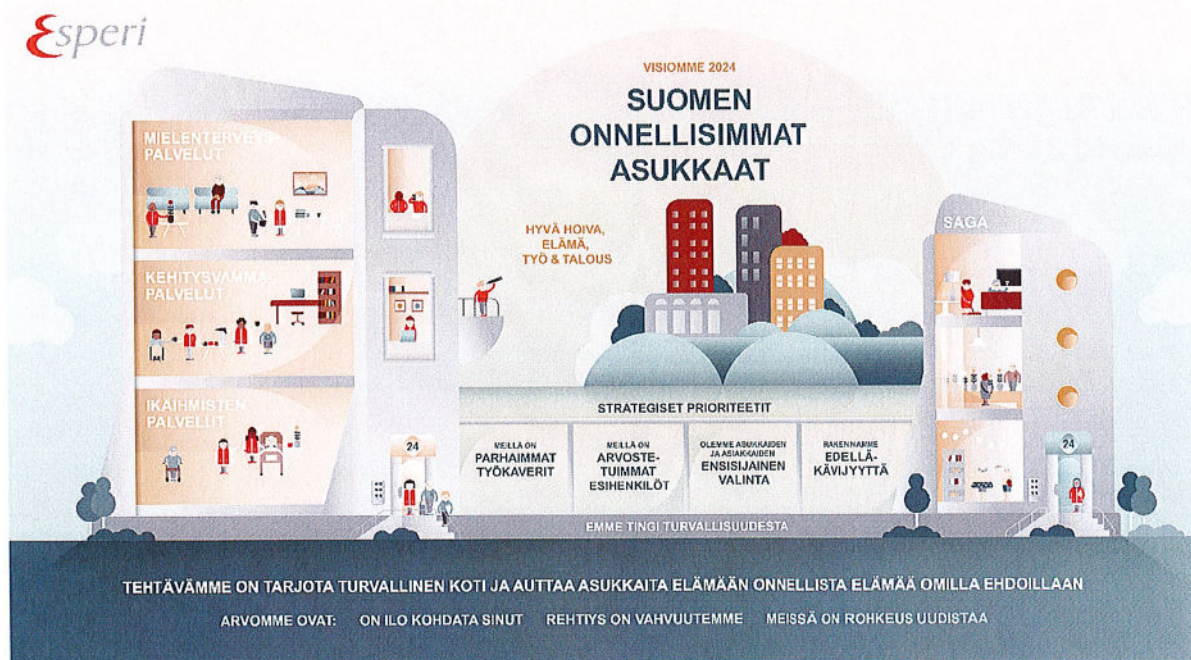 Esperi
VISIOMME 2024
SUOMEN
ONNELLISIMMAT
ASUKKAAT
HYVÄ HOIVA,
ELÄMÄ,
TYÖ & TALOUS
MIELENTERVEYS
PALVELUT
KEHITYSVAMMA
PALVELUT
IKÄIHMISTEN
PALVELUT
24
SAGA
24
STRATEGISET PRIORITEETIT
MEILLÄ ON
PARHAIMMAT
TYÖKAVERIT
MEILLÄ ON
ARVOSTE-
TUIMMAT
ESIHENKILÖT
OLEMME ASUKKAIDEN
JA ASIAKKAIDEN
ENSISIJAINEN
VALINTA
RAKENNAMME
EDELLÄ-
KÄVIJYYTTÄ
EMME TINGI TURVALLISUUDESTA
TEHTÄVÄMME ON TARJOTA TURVALLINEN KOTI JA AUTTAA ASUKKAITA ELÄMÄÄN ONNELLISTA ELÄMÄÄ OMILLA EHDOILLAAN
ARVOMME OVAT: ON ILO KOHDATA SINUT REHTIYS ON VAHVUUTEMME MEISSÄ ON ROHKEUS UUDISTAA